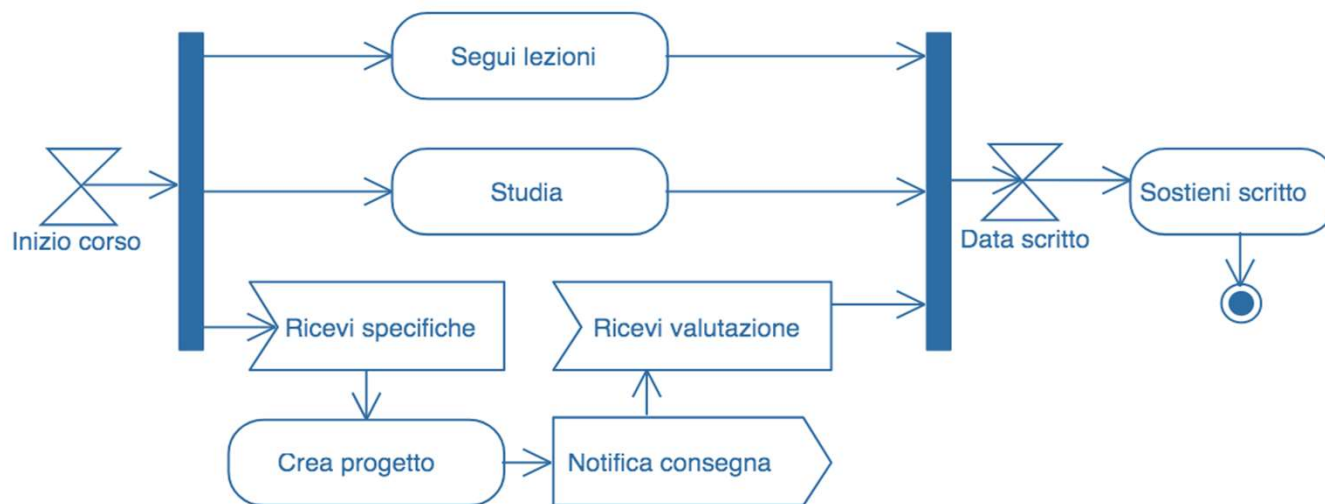 Segui lezioni
Studia
Inizio corso
Data scritto
Sostieni scritto
Ricevi specifiche
Ricevi valutazione
Crea progetto
Notifica consegna